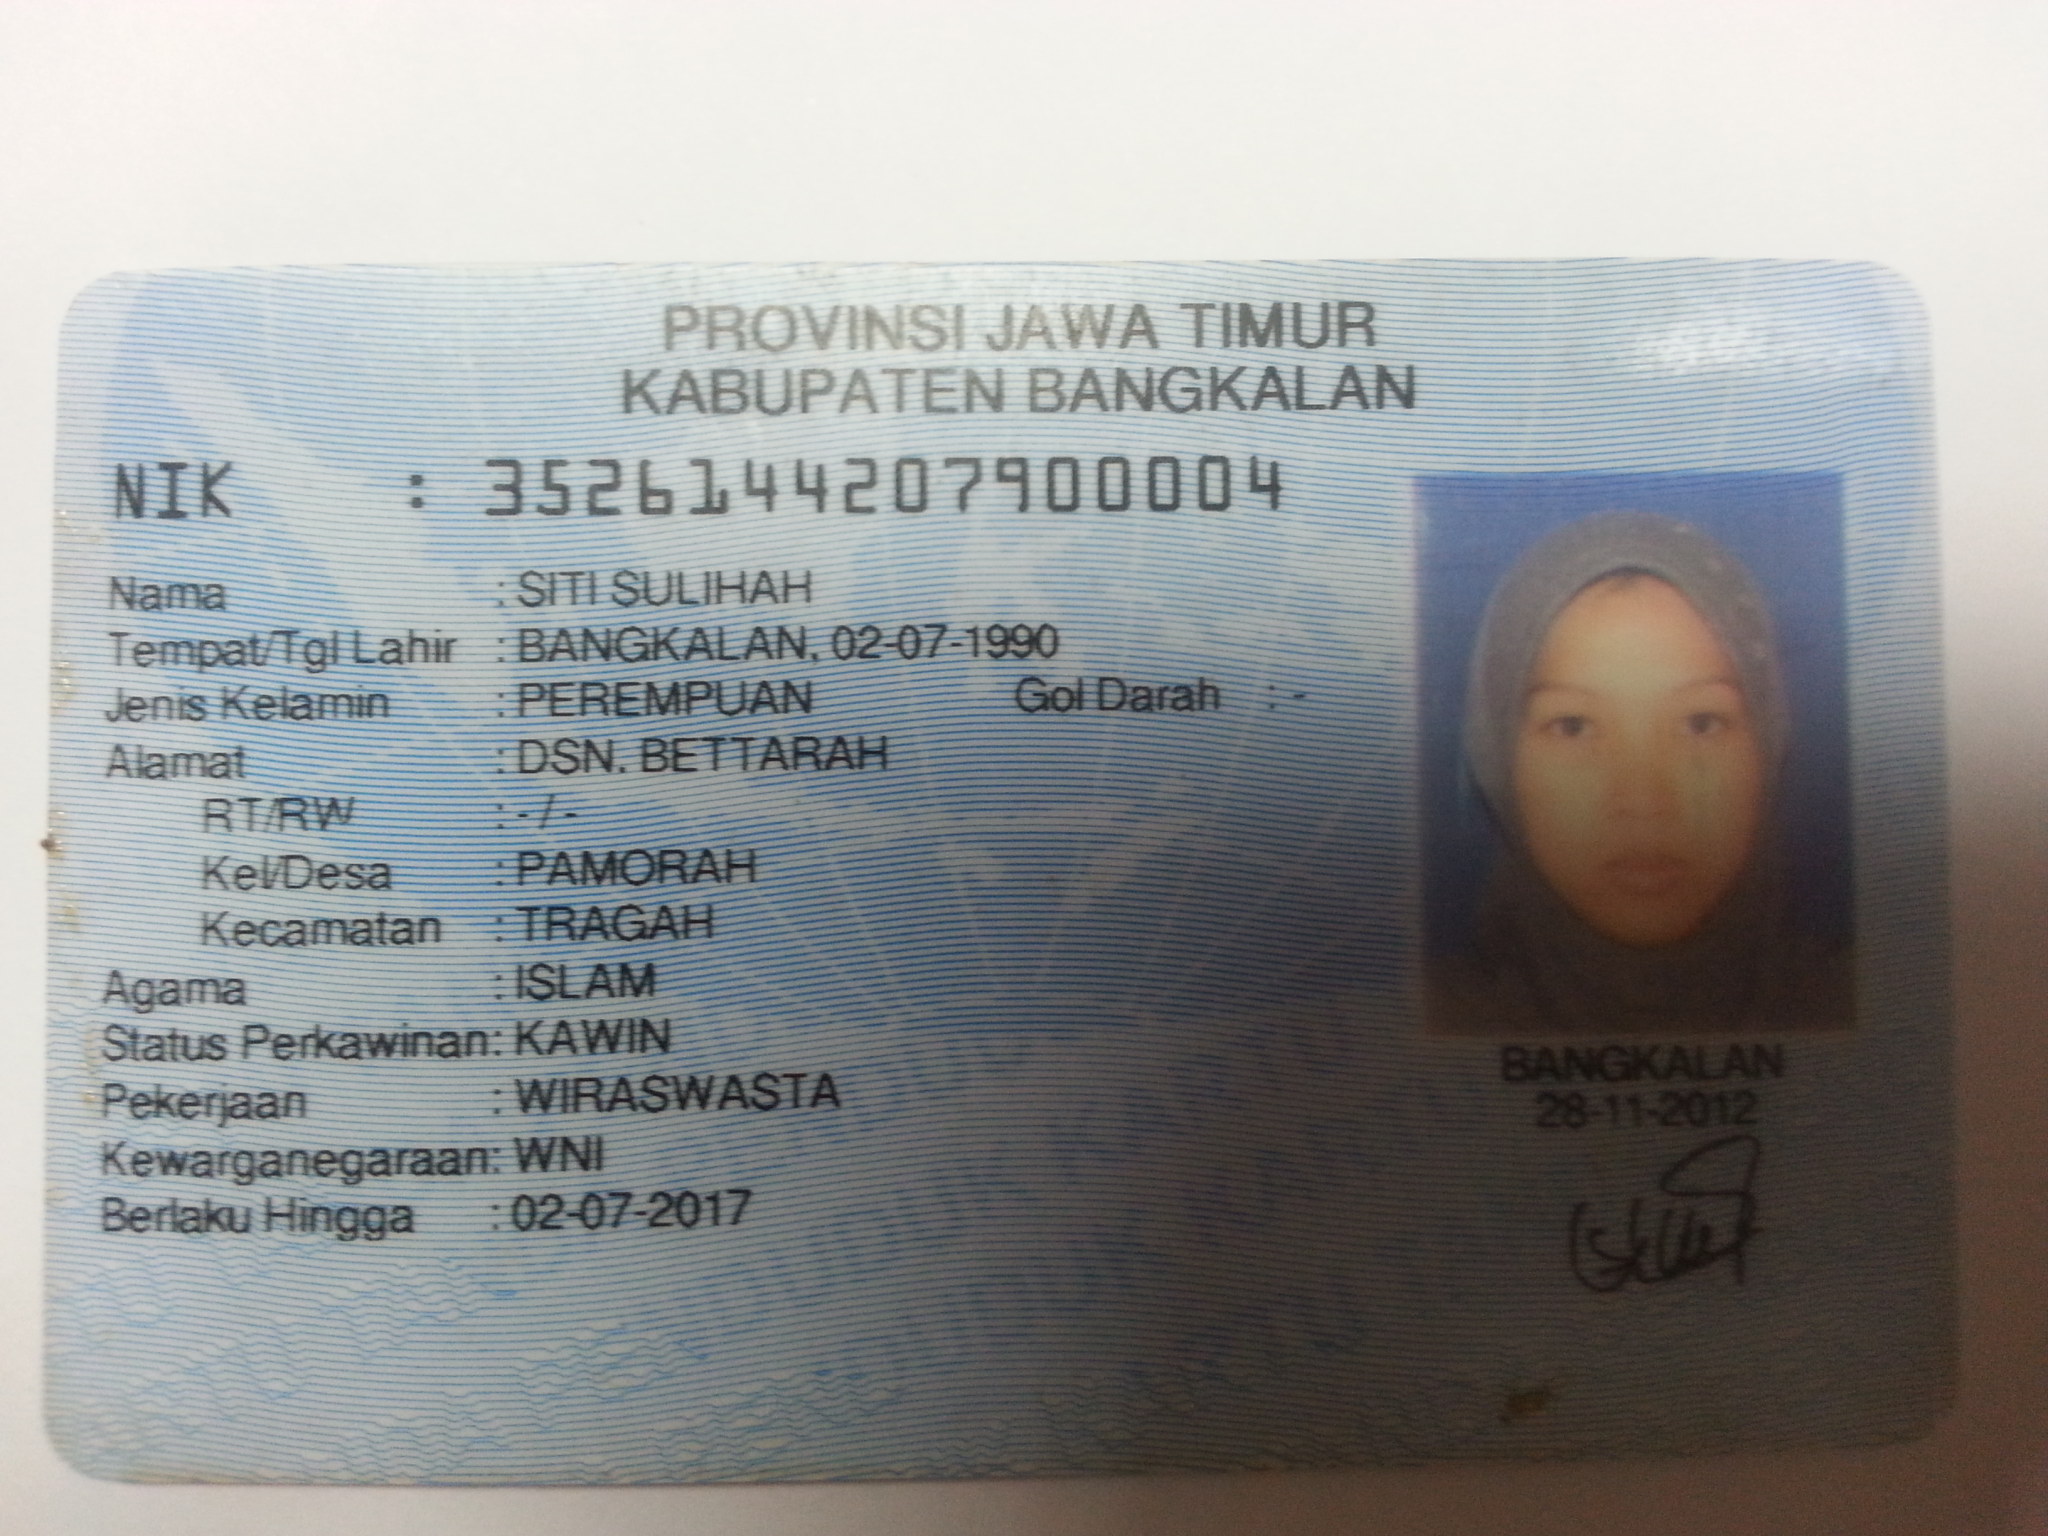 PROVINSI JAWA TIMUR
KABUPATEN BANGKALAN
NIK : 3526144207900004
Nama : SITI SULIHAH
Tempat/Tgl Lahir : BANGKALAN, 02-07-1990
Jenis Kelamin : PEREMPUAN Gol Darah : -
Alamat : DSN. BETTARAH
RT/RW : - / -
Kel/Desa : PAMORAH
Kecamatan : TRAGAH
Agama : ISLAM
Status Perkawinan: KAWIN
Pekerjaan : WIRASWASTA
Kewarganegaraan: WNI
Berlaku Hingga : 02-07-2017
BANGKALAN
28-11-2012